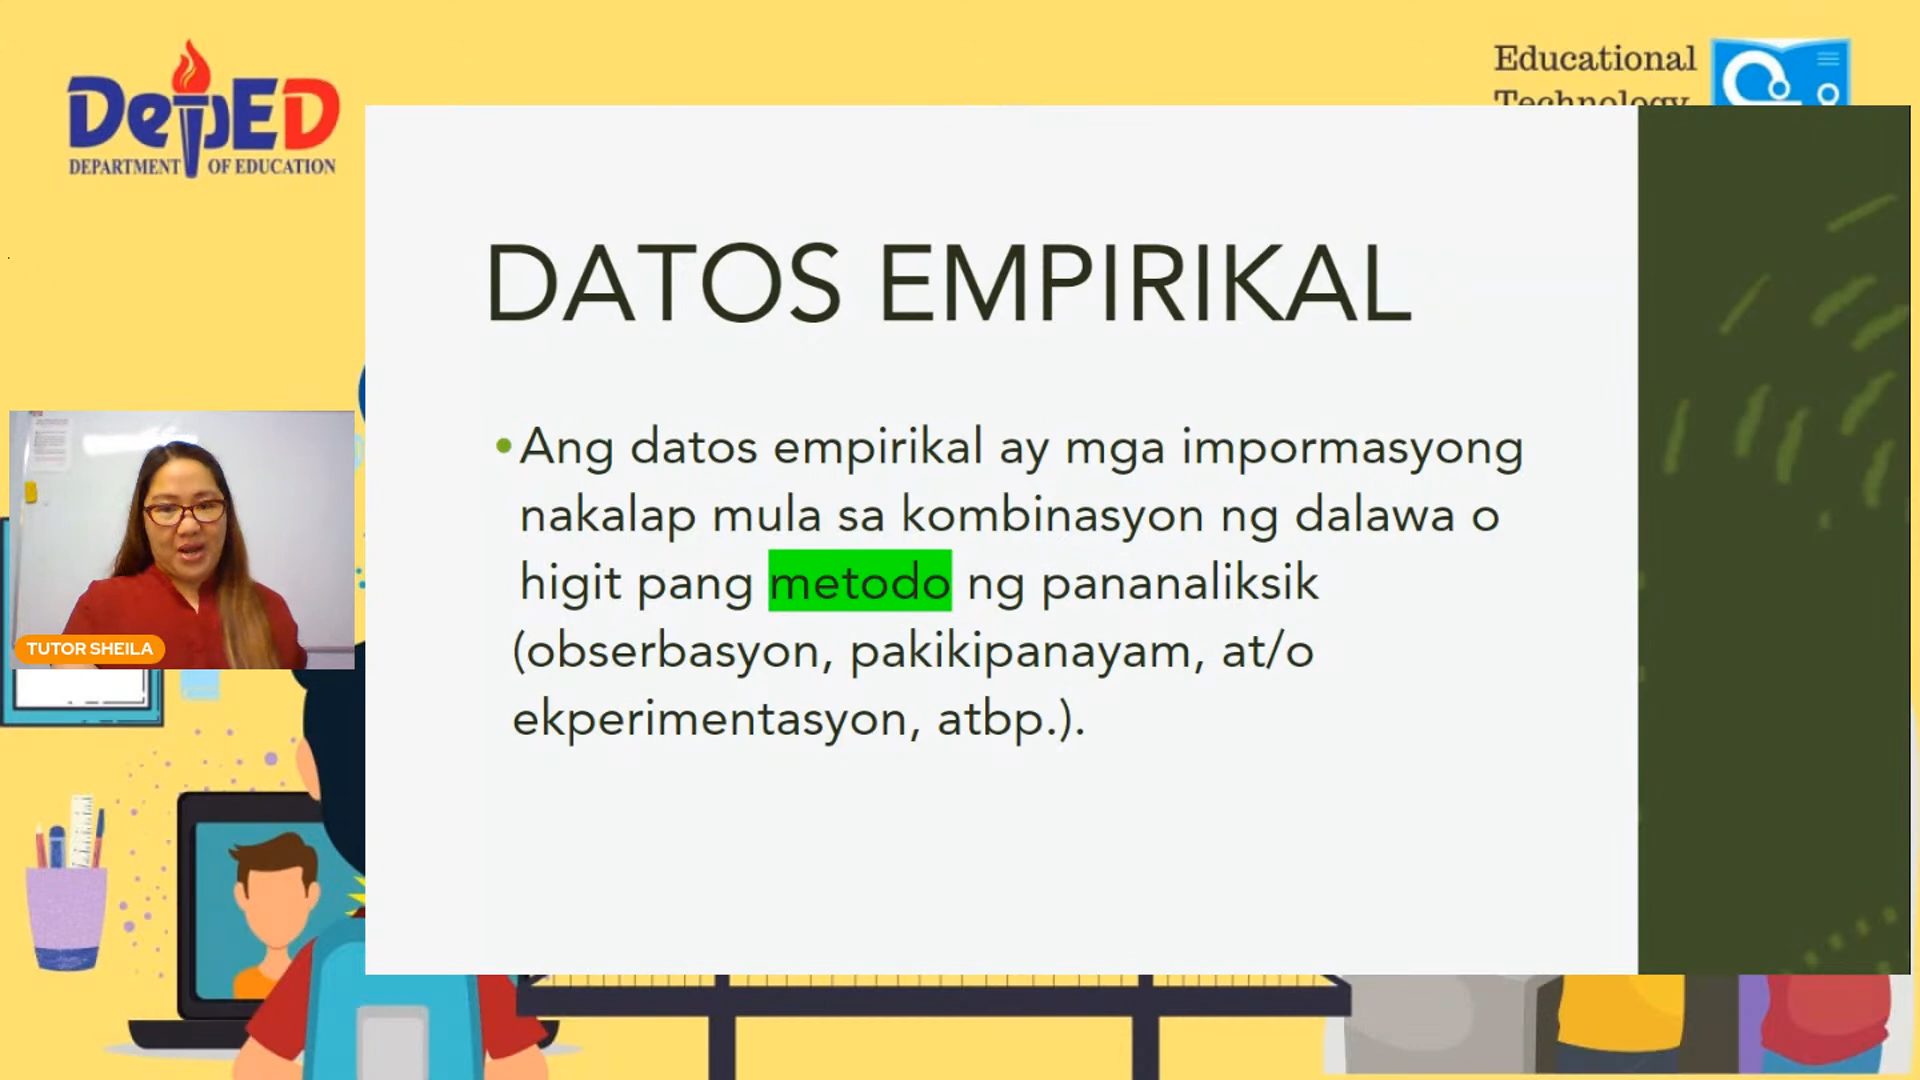 DepED
DEPARTMENT OF EDUCATION
Educational
Technology
DATOS EMPIRIKAL
•Ang datos empirikal ay mga impormasyong
nakalap mula sa kombinasyon ng dalawa o
higit pang metodo ng pananaliksik
(obserbasyon, pakikipanayam, at/o
ekperimentasyon, atbp.).
TUTOR SHEILA